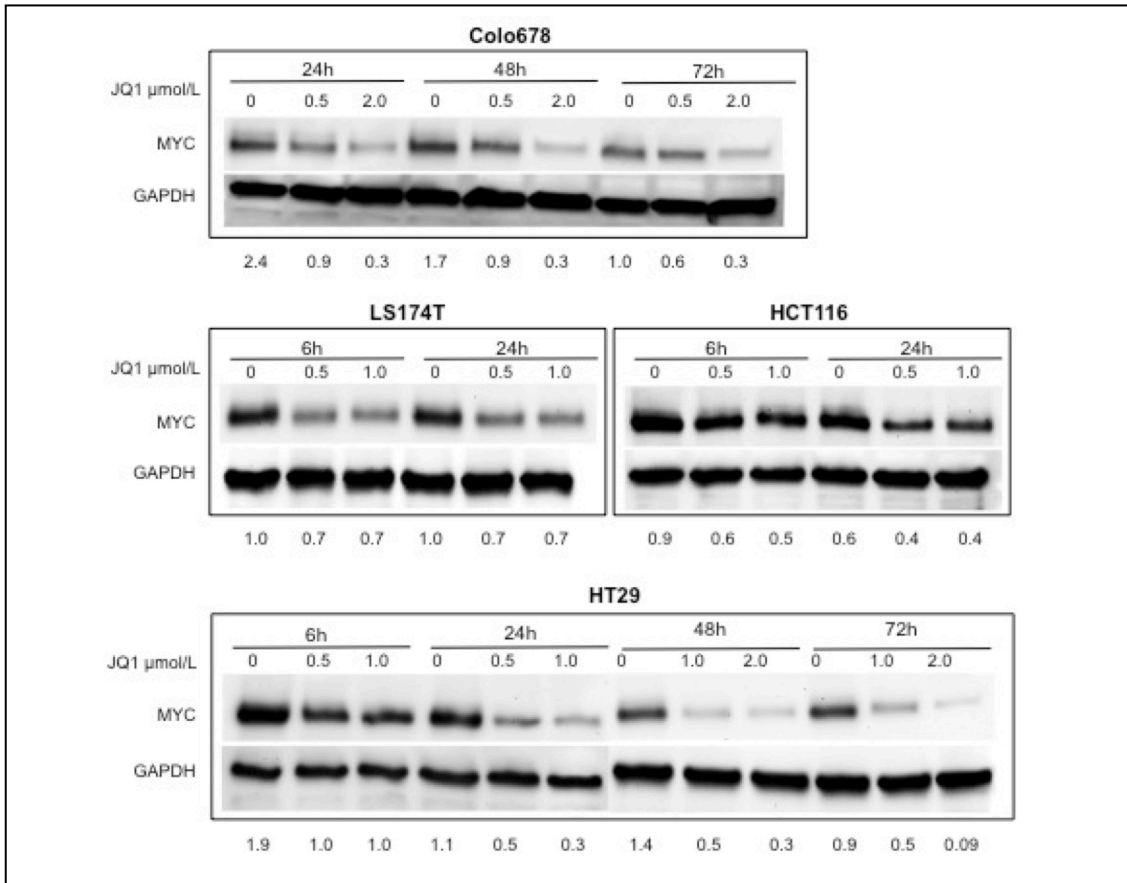 Colo678
24h 48h 72h
JQ1 µmol/L 0 0.5 2.0 0 0.5 2.0 0 0.5 2.0
MYC
GAPDH
2.4 0.9 0.3 1.7 0.9 0.3 1.0 0.6 0.3
LS174T HCT116
6h 24h 6h 24h
JQ1 µmol/L 0 0.5 1.0 0 0.5 1.0 0 0.5 1.0 0 0.5 1.0
MYC
GAPDH
1.0 0.7 0.7 1.0 0.7 0.7 0.9 0.6 0.5 0.6 0.4 0.4
HT29
6h 24h 48h 72h
JQ1 µmol/L 0 0.5 1.0 0 0.5 1.0 0 1.0 2.0 0 1.0 2.0
MYC
GAPDH
1.9 1.0 1.0 1.1 0.5 0.3 1.4 0.5 0.3 0.9 0.5 0.09